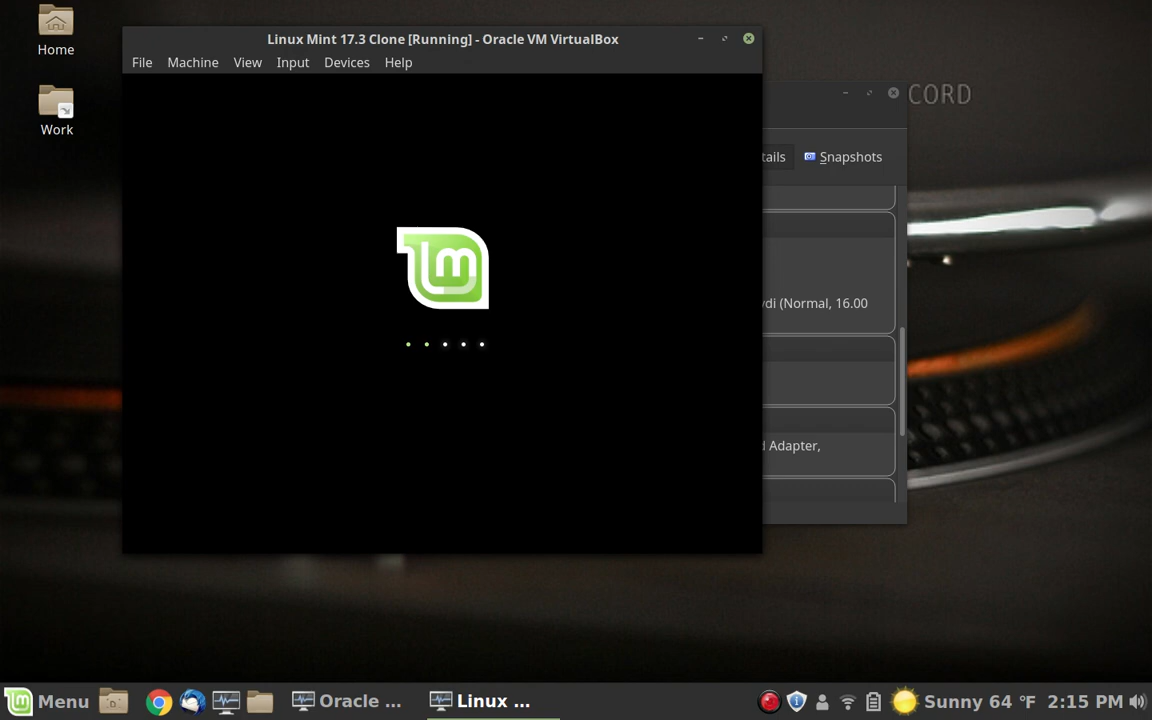 Home
Work
Linux Mint 17.3 Clone [Running] - Oracle VM VirtualBox
File Machine View Input Devices Help
CORD
tails
Snapshots
vdi (Normal, 16.00
d Adapter,
Menu
Oracle ...
Linux ...
Sunny 64 °F
2:15 PM